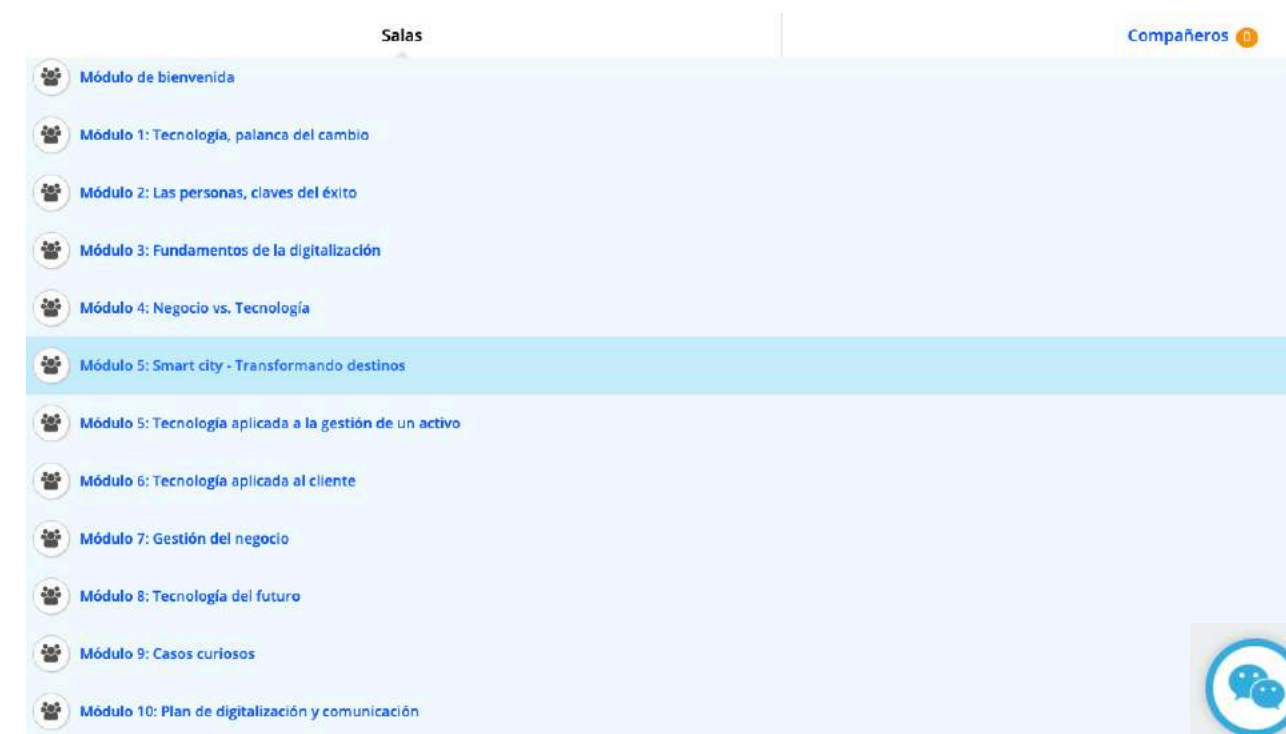 Salas
Compañeros 0
Módulo de bienvenida
Módulo 1: Tecnología, palanca del cambio
Módulo 2: Las personas, claves del éxito
Módulo 3: Fundamentos de la digitalización
Módulo 4: Negocio vs. Tecnología
Módulo 5: Smart city - Transformando destinos
Módulo 5: Tecnología aplicada a la gestión de un activo
Módulo 6: Tecnología aplicada al cliente
Módulo 7: Gestión del negocio
Módulo 8: Tecnología del futuro
Módulo 9: Casos curiosos
Módulo 10: Plan de digitalización y comunicación